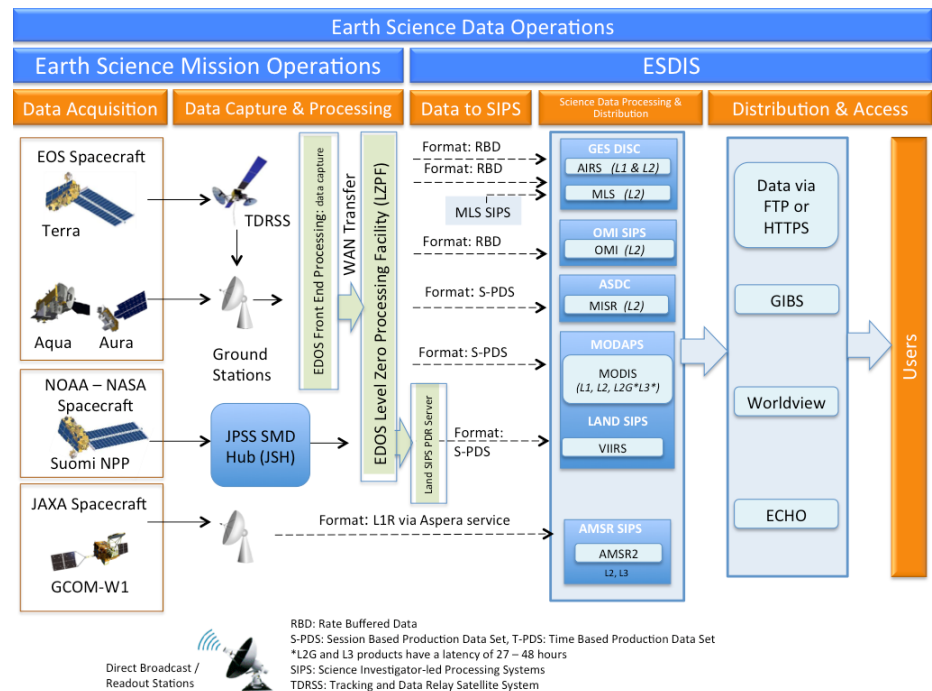 Earth Science Data Operations
Earth Science Mission Operations
ESDIS
Data Acquisition
Data Capture & Processing
Data to SIPS
Science Data Processing &
Distribution
Distribution & Access
EOS Spacecraft
Terra
Aqua
Aura
TDRSS
Ground
Stations
EDOS Front End Processing: data capture
WAN Transfer
EDOS Level Zero Processing Facility (LZPF)
NOAA – NASA
Spacecraft
Suomi NPP
JPSS SMD
Hub (JSH)
JAXA Spacecraft
GCOM-W1
Format: RBD
Format: RBD
MLS SIPS
Format: RBD
Format: S-PDS
Format: S-PDS
Land SIPS PDR Server
Format:
S-PDS
Format: L1R via Aspera service
GES DISC
AIRS (L1 & L2)
MLS (L2)
OMI SIPS
OMI (L2)
ASDC
MISR (L2)
MODAPS
MODIS
(L1, L2, L2G*L3*)
LAND SIPS
VIIRS
AMSR SIPS
AMSR2
L2, L3
Data via
FTP or
HTTPS
GIBS
Worldview
ECHO
Users
Direct Broadcast /
Readout Stations
RBD: Rate Buffered Data
S-PDS: Session Based Production Data Set, T-PDS: Time Based Production Data Set
*L2G and L3 products have a latency of 27 – 48 hours
SIPS: Science Investigator-led Processing Systems
TDRSS: Tracking and Data Relay Satellite System